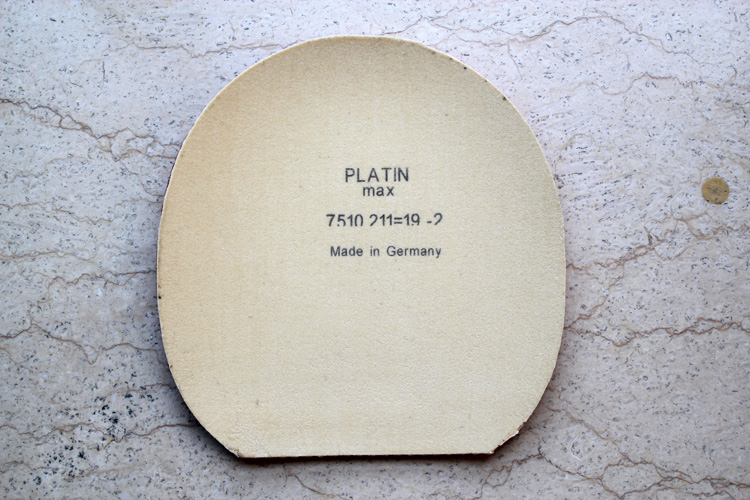 PLATIN
max
7510 211=19 -2
Made in Germany